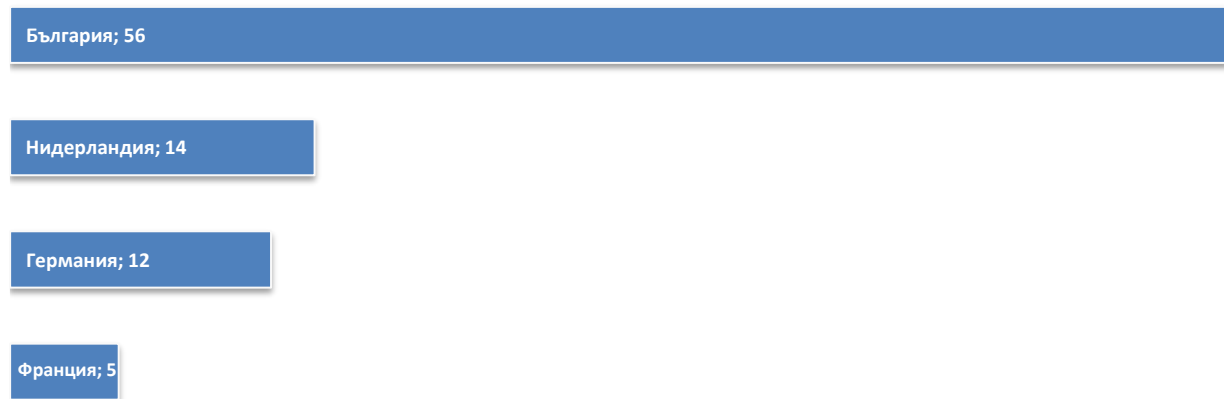 България; 56
Нидерландия; 14
Германия; 12
Франция; 5